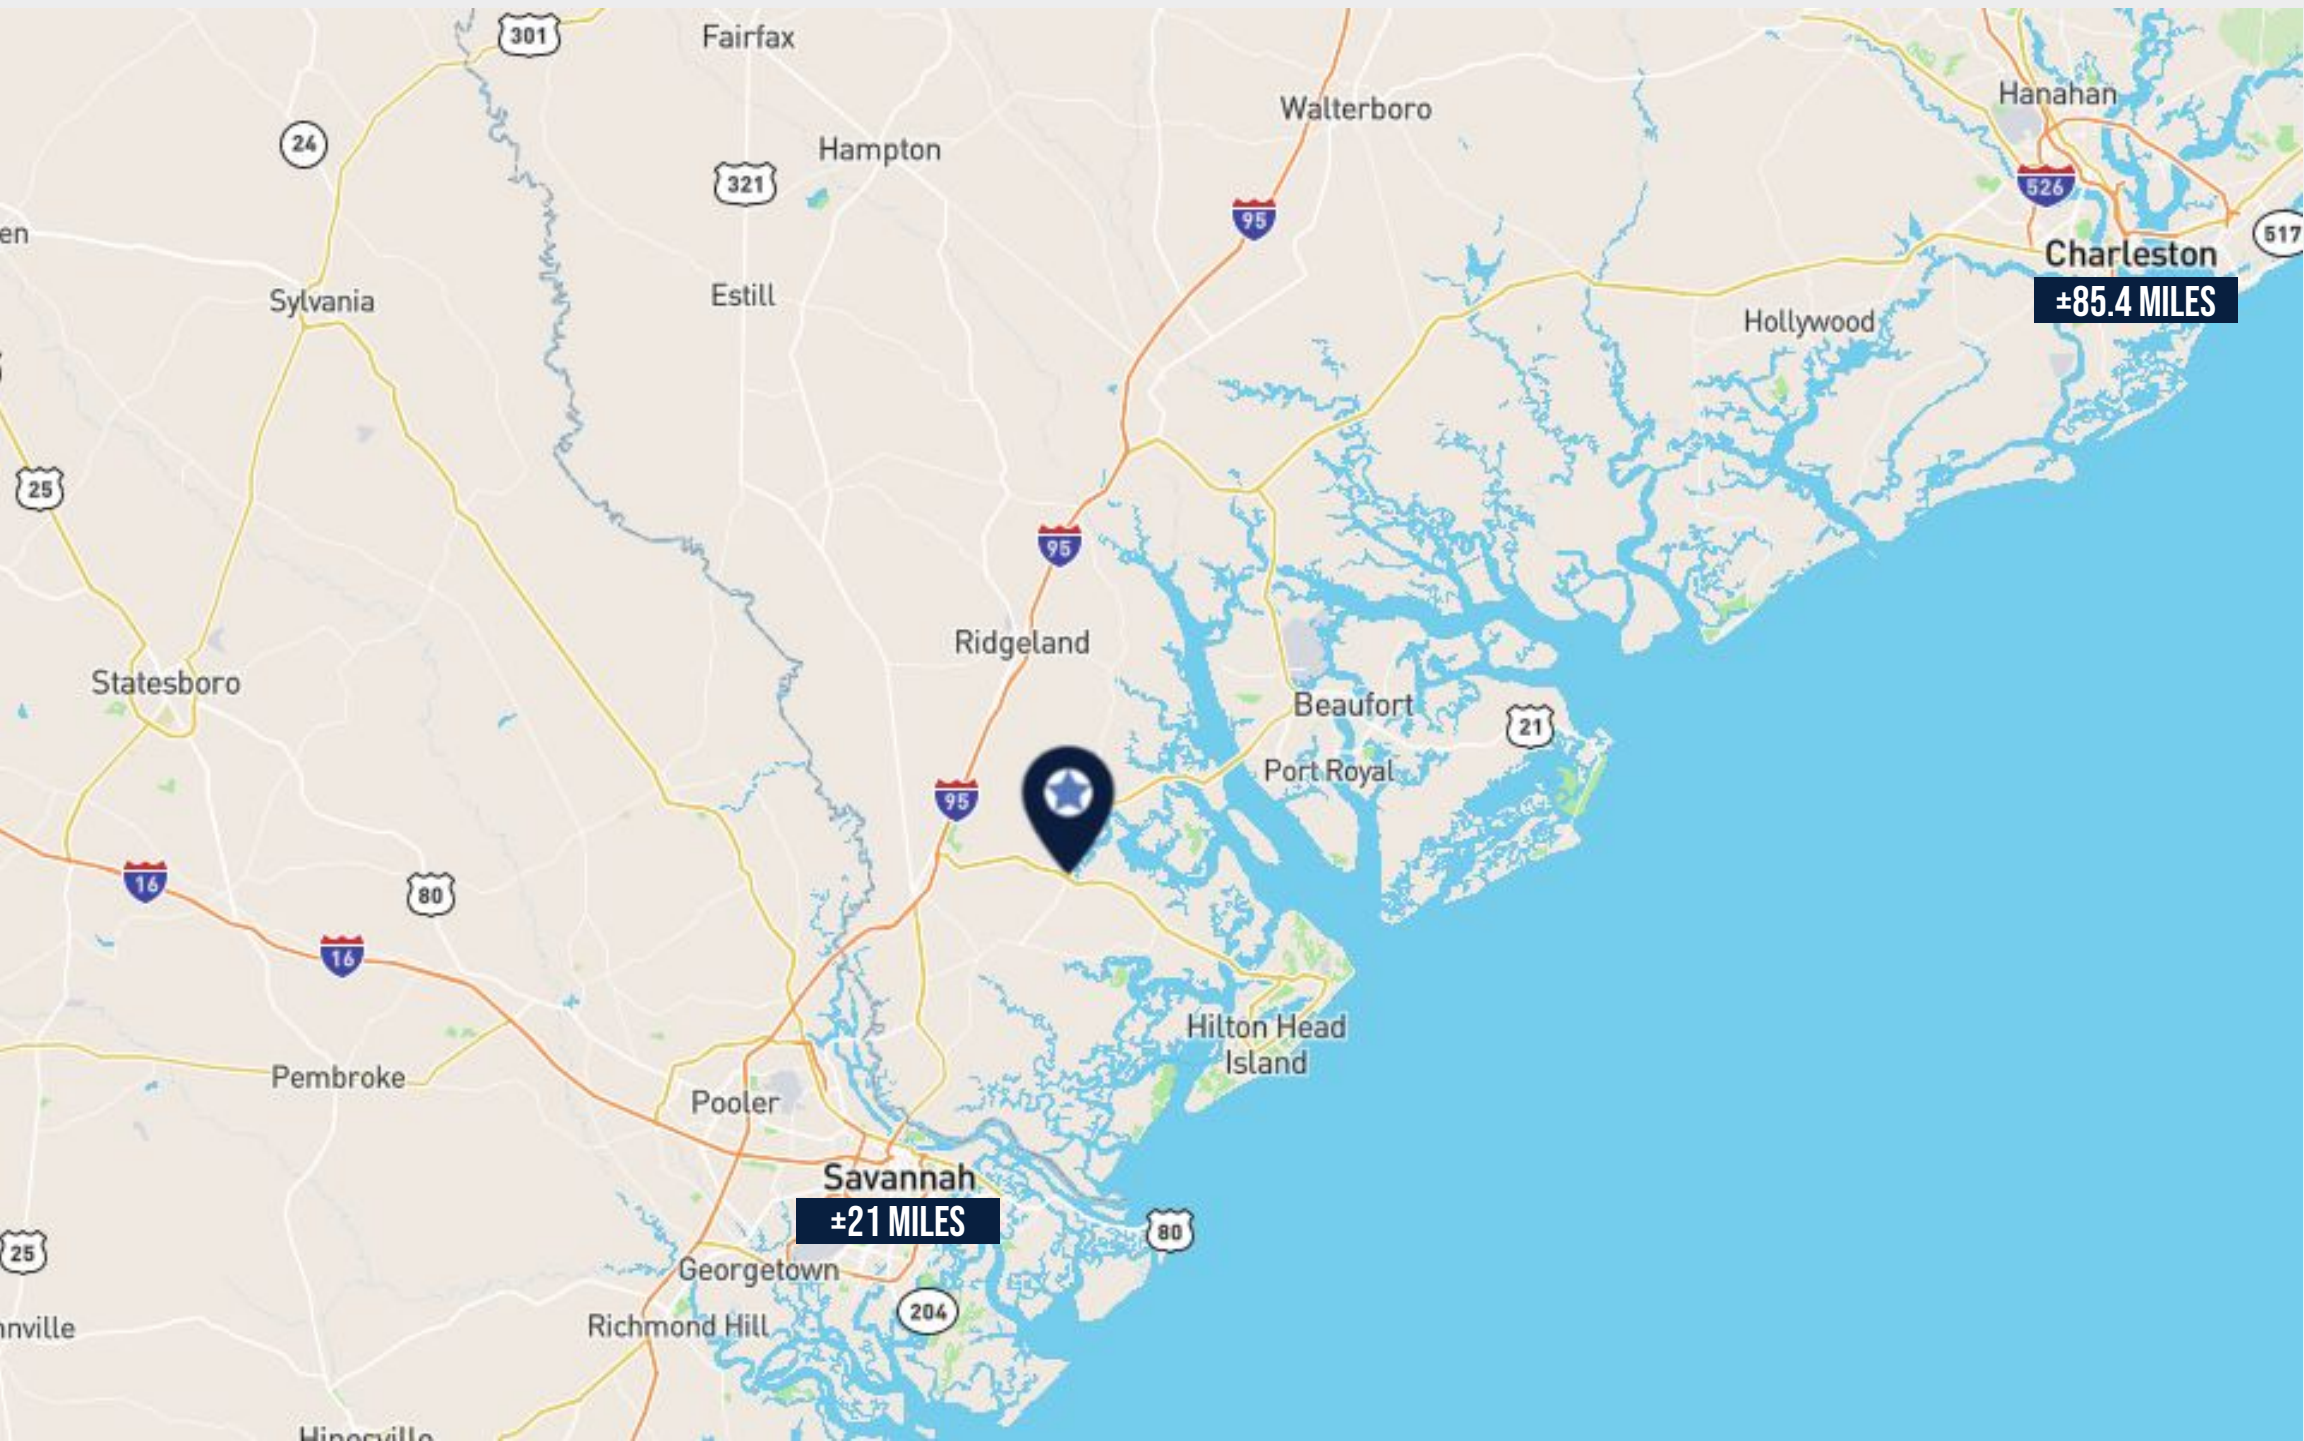 301
Fairfax
Walterboro
Hanahan
24
Hampton
321
95
526
en
517
Charleston
±85.4 MILES
Sylvania
Estill
Hollywood
25
95
Ridgeland
Statesboro
Beaufort
21
Port Royal
95
16
80
16
Hilton Head
Island
Pembroke
Pooler
Savannah
±21 MILES
80
25
Georgetown
204
nnville
Richmond Hill
Hinesville